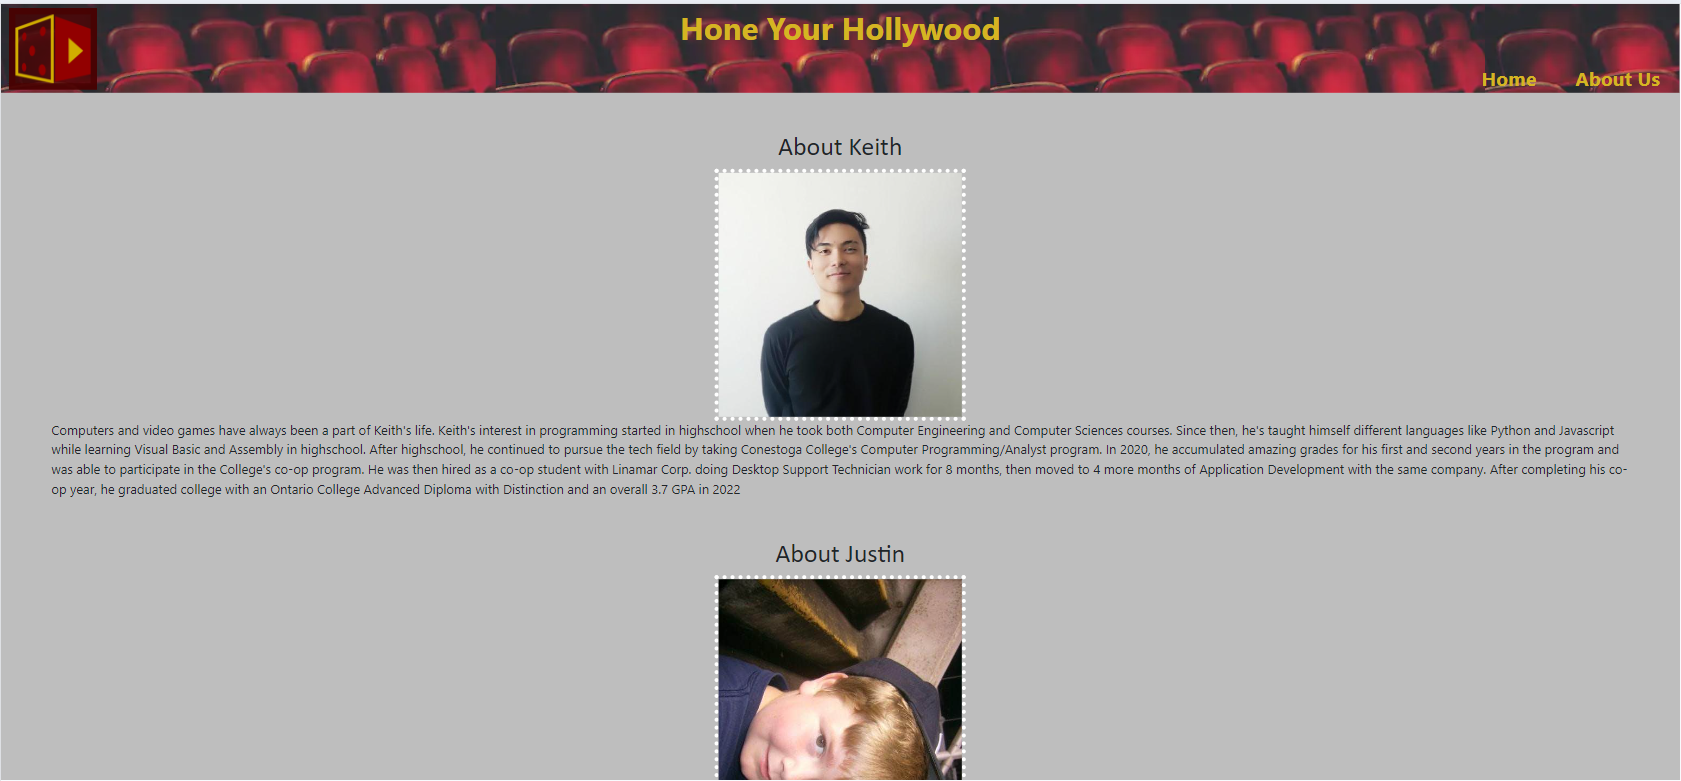 Hone Your Hollywood
Home About Us
About Keith
Computers and video games have always been a part of Keith's life. Keith's interest in programming started in highschool when he took both Computer Engineering and Computer Sciences courses. Since then, he's taught himself different languages like Python and Javascript
while learning Visual Basic and Assembly in highschool. After highschool, he continued to pursue the tech field by taking Conestoga College's Computer Programming/Analyst program. In 2020, he accumulated amazing grades for his first and second years in the program and
was able to participate in the College's co-op program. He was then hired as a co-op student with Linamar Corp. doing Desktop Support Technician work for 8 months, then moved to 4 more months of Application Development with the same company. After completing his co-
op year, he graduated college with an Ontario College Advanced Diploma with Distinction and an overall 3.7 GPA in 2022
About Justin